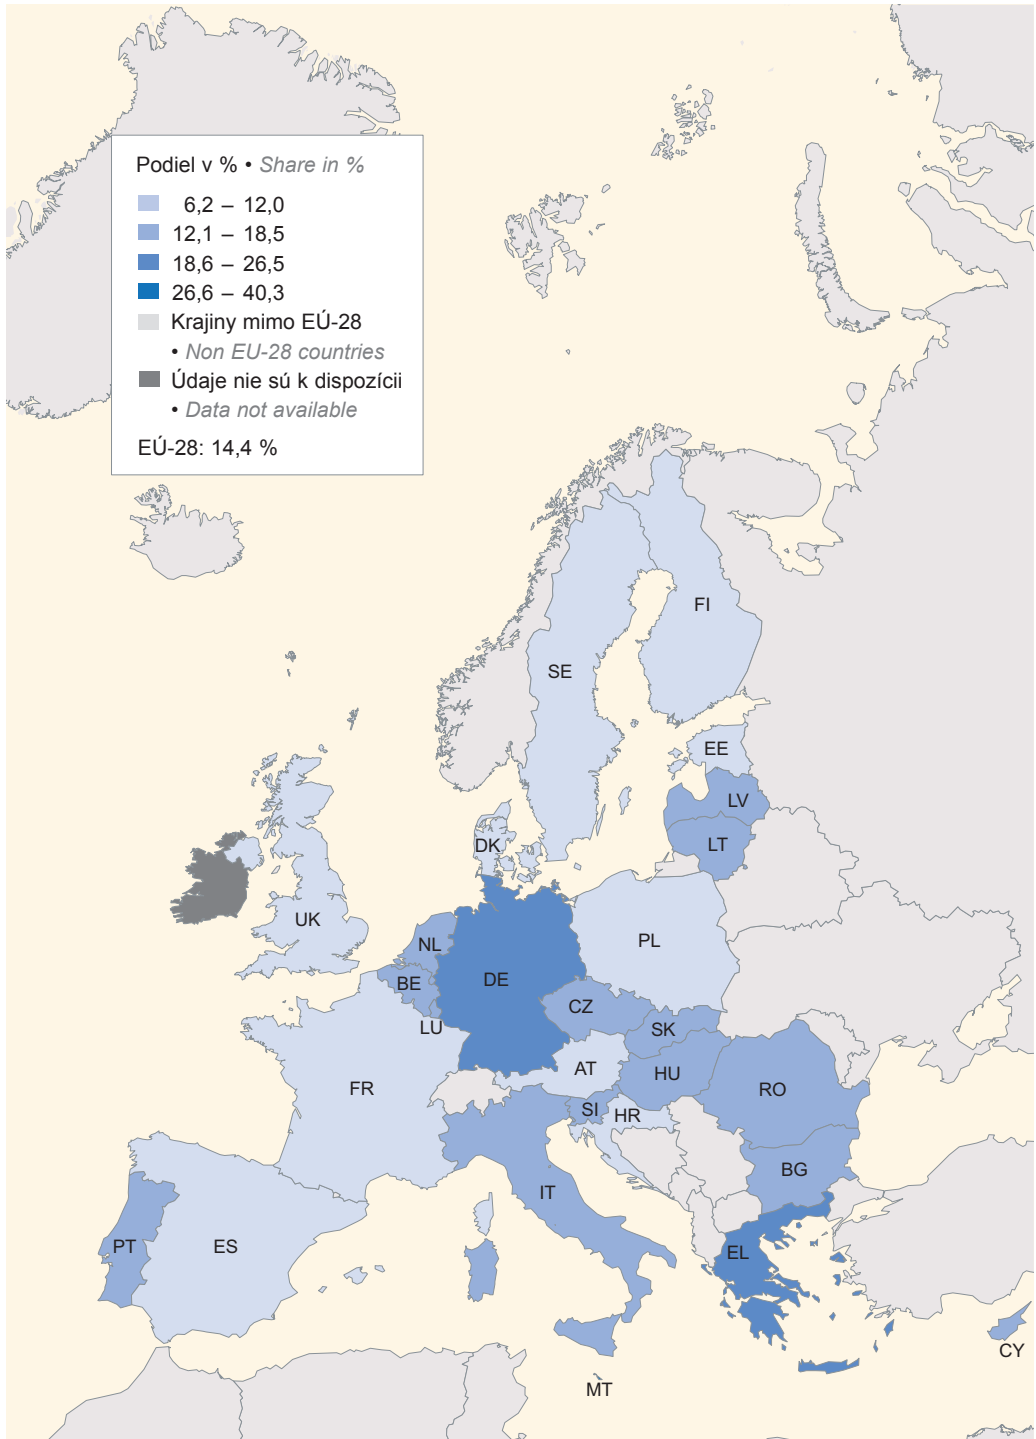 Podiel v % • Share in %
6,2 – 12,0
12,1 – 18,5
18,6 – 26,5
26,6 – 40,3
Krajiny mimo EÚ-28
• Non EU-28 countries
Údaje nie sú k dispozícii
• Data not available
EÚ-28: 14,4 %
FI
SE
EE
LV
LT
DK
UK
PL
NL
DE
BE
CZ
LU
SK
AT
HU
FR
RO
SI
HR
BG
IT
PT
ES
EL
CY
MT